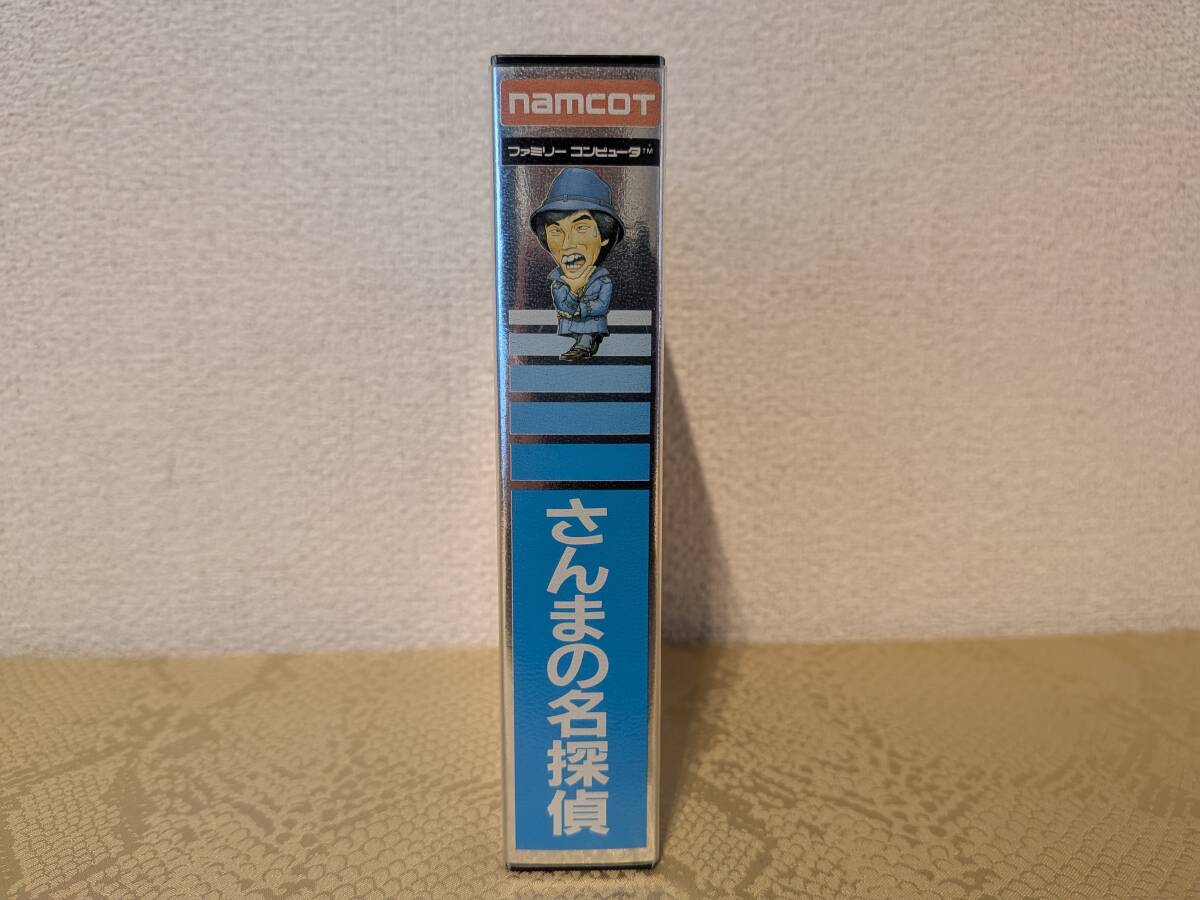 namcot
ファミリー コンピュータ™
さんまの名探偵